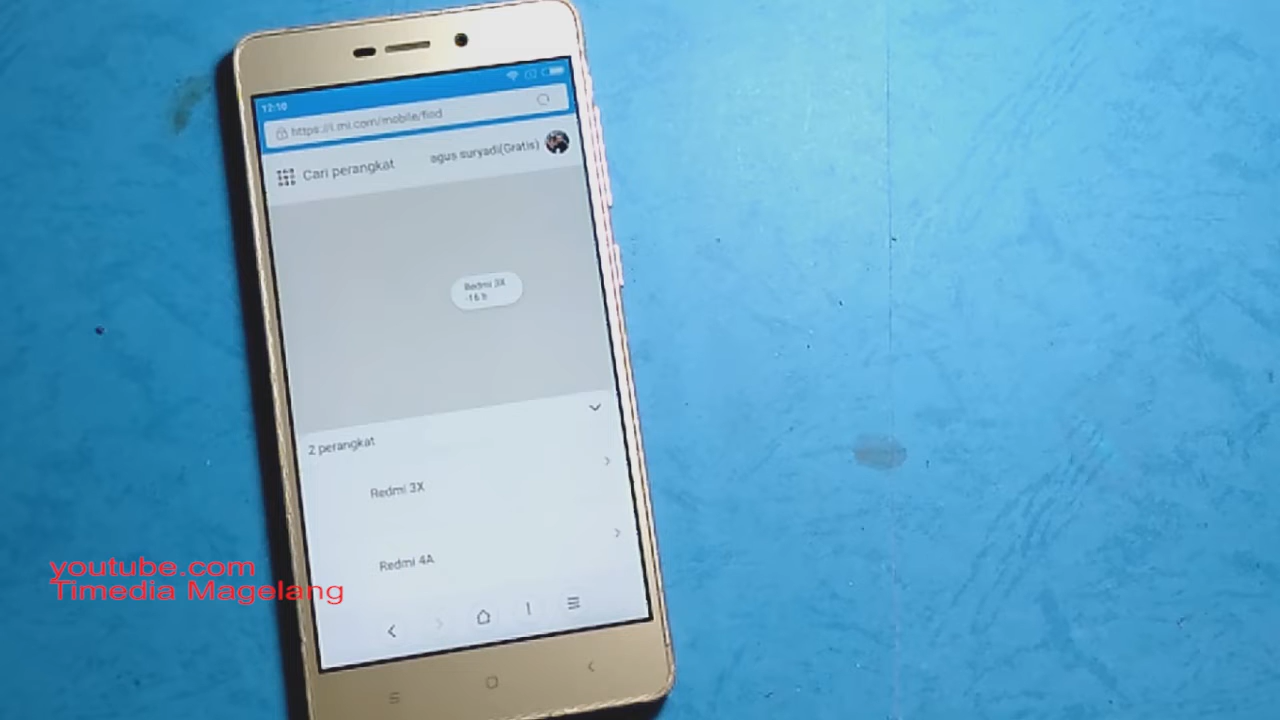 12:10
https://i.mi.com/mobile/find
Cari perangkat
agus suryadi(Gratis)
Redmi 3X
-16 h
2 perangkat
Redmi 3X
Redmi 4A
youtube.com
Timedia Magelang